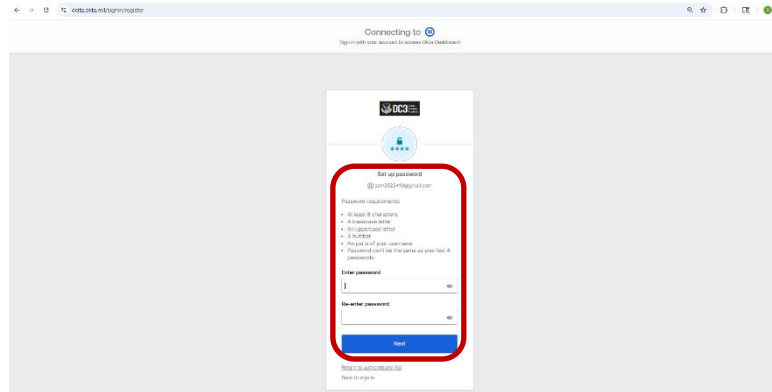 dcita.okta.mil/signin/register
Connecting to
Sign in with your account to access Okta Dashboard
DC3
Set up password
Password requirements:
At least 8 characters
A lowercase letter
An uppercase letter
A number
No parts of your username
Password can't be the same as your last 4
passwords
Enter password
Re-enter password
Next
Return to authenticator list
Back to sign in